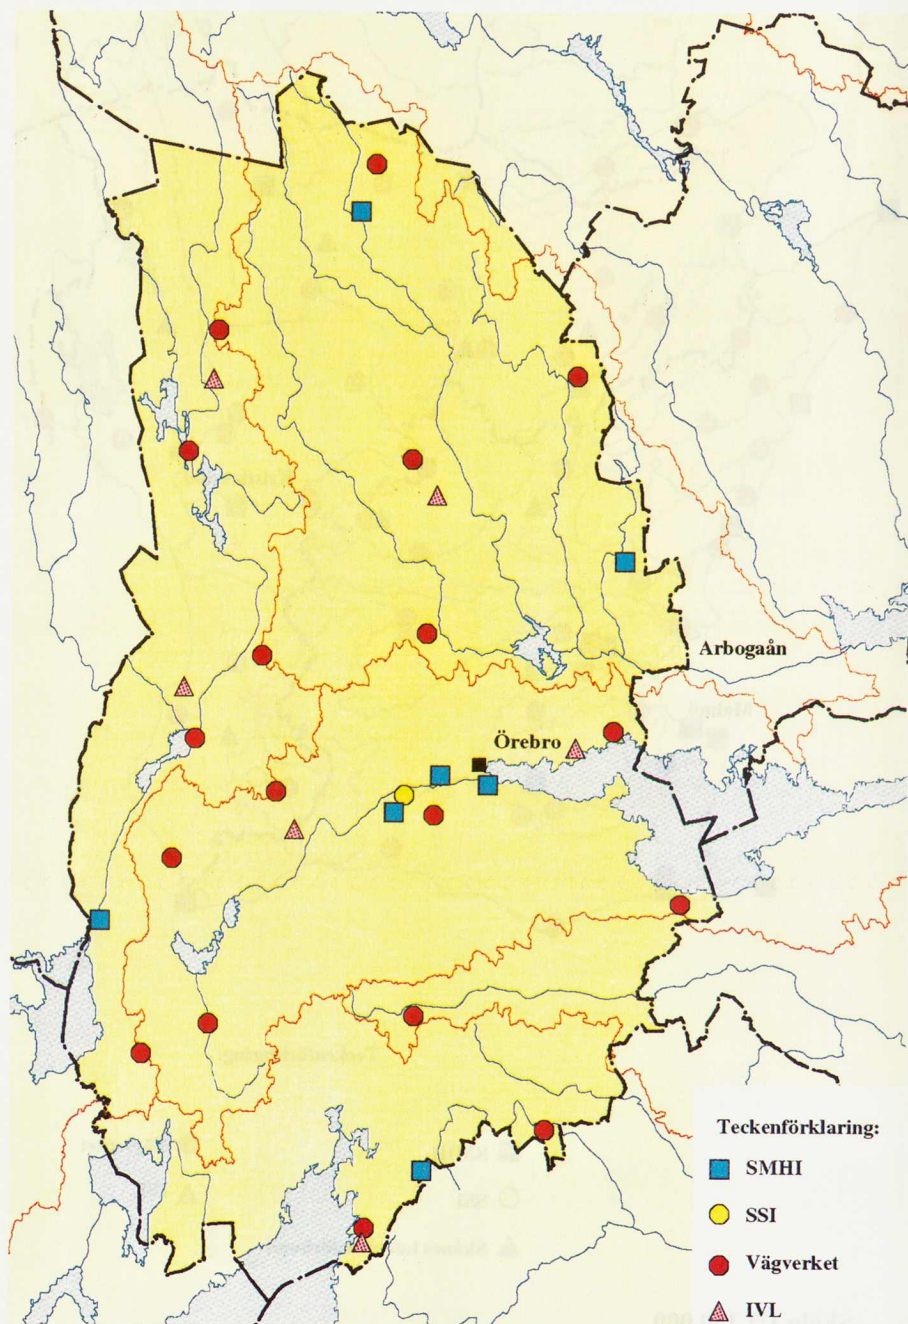 Arbogaån
Örebro
Teckenförklaring:
SMHI
SSI
Vägverket
IVL